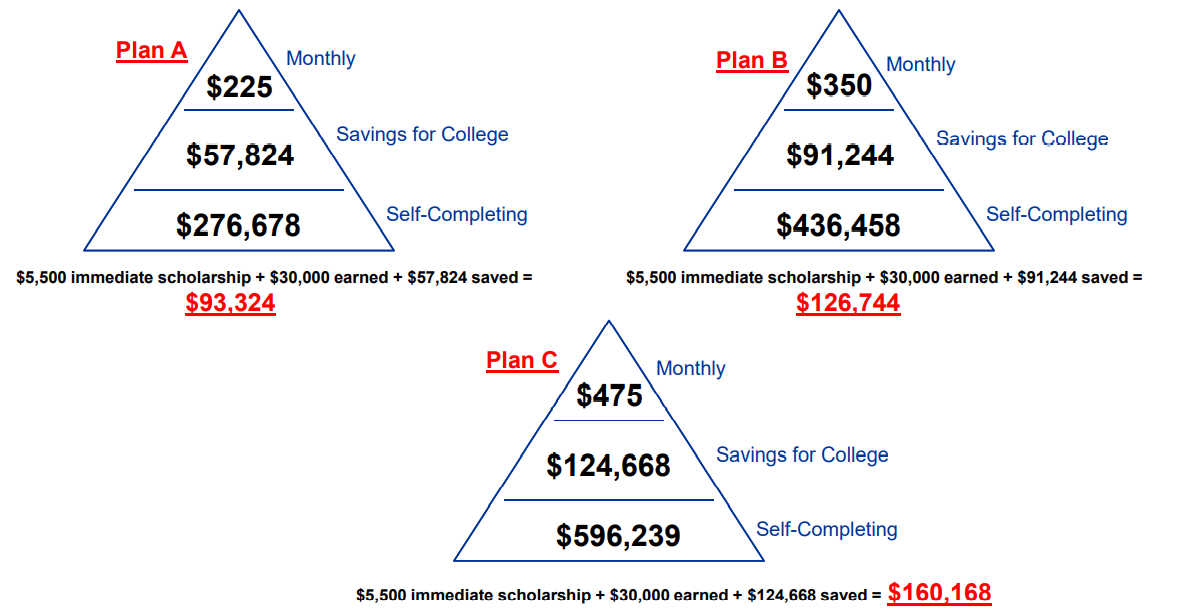 Plan A
Monthly
$225
Savings for College
$57,824
Self-Completing
$276,678
$5,500 immediate scholarship + $30,000 earned + $57,824 saved =
$93,324
Plan B
Monthly
$350
Savings for College
$91,244
Self-Completing
$436,458
$5,500 immediate scholarship + $30,000 earned + $91,244 saved =
$126,744
Plan C
Monthly
$475
Savings for College
$124,668
Self-Completing
$596,239
$5,500 immediate scholarship + $30,000 earned + $124,668 saved = $160,168